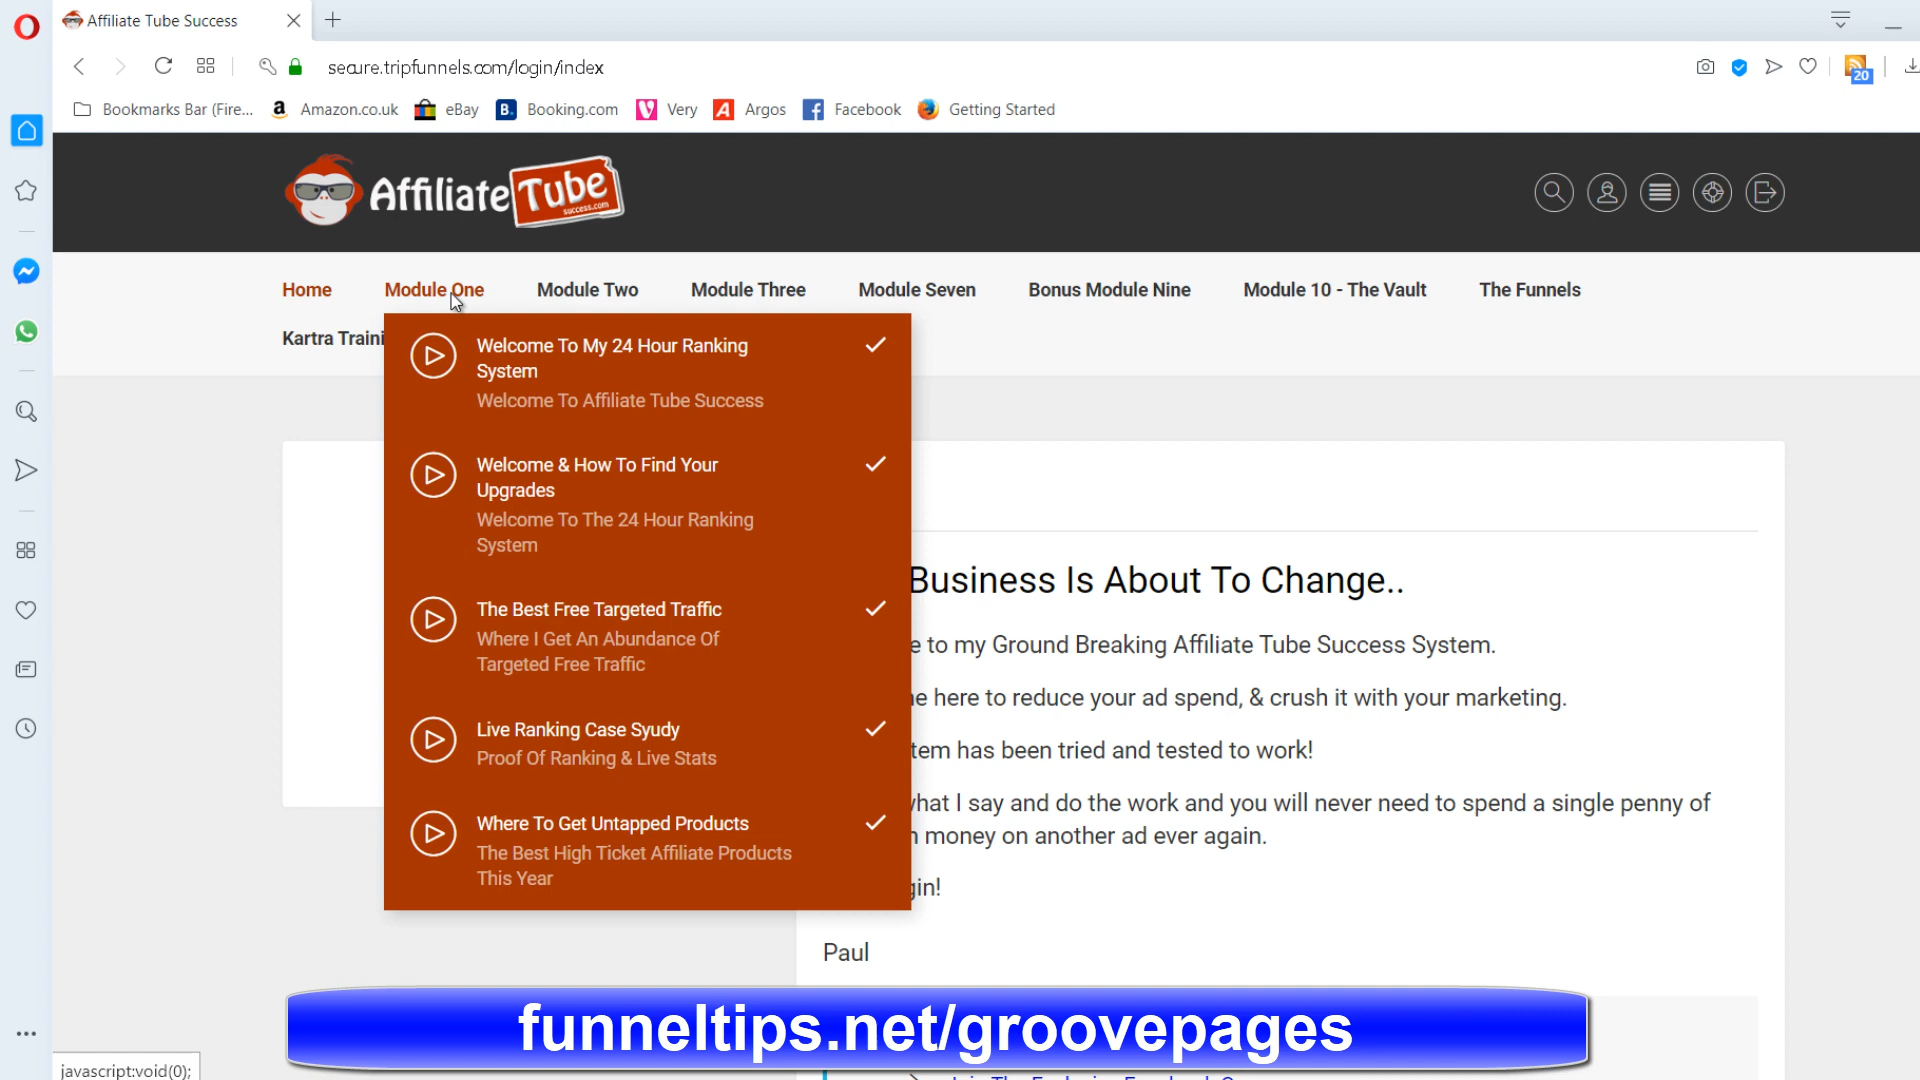 Affiliate Tube Success
secure.tripfunnels.com/login/index
20
Bookmarks Bar (Fire... Amazon.co.uk eBay Booking.com Very Argos Facebook Getting Started
Affiliate Tube
success.com
Home Module One Module Two Module Three Module Seven Bonus Module Nine Module 10 - The Vault The Funnels
Kartra Traini
Welcome To My 24 Hour Ranking
System
Welcome To Affiliate Tube Success
Welcome & How To Find Your
Upgrades
Welcome To The 24 Hour Ranking
System
The Best Free Targeted Traffic
Where I Get An Abundance Of
Targeted Free Traffic
Live Ranking Case Syudy
Proof Of Ranking & Live Stats
Where To Get Untapped Products
The Best High Ticket Affiliate Products
This Year
Business Is About To Change..
e to my Ground Breaking Affiliate Tube Success System.
e here to reduce your ad spend, & crush it with your marketing.
tem has been tried and tested to work!
hat I say and do the work and you will never need to spend a single penny of
money on another ad ever again.
gin!
Paul
funneltips.net/groovepages
javascript:void(0);